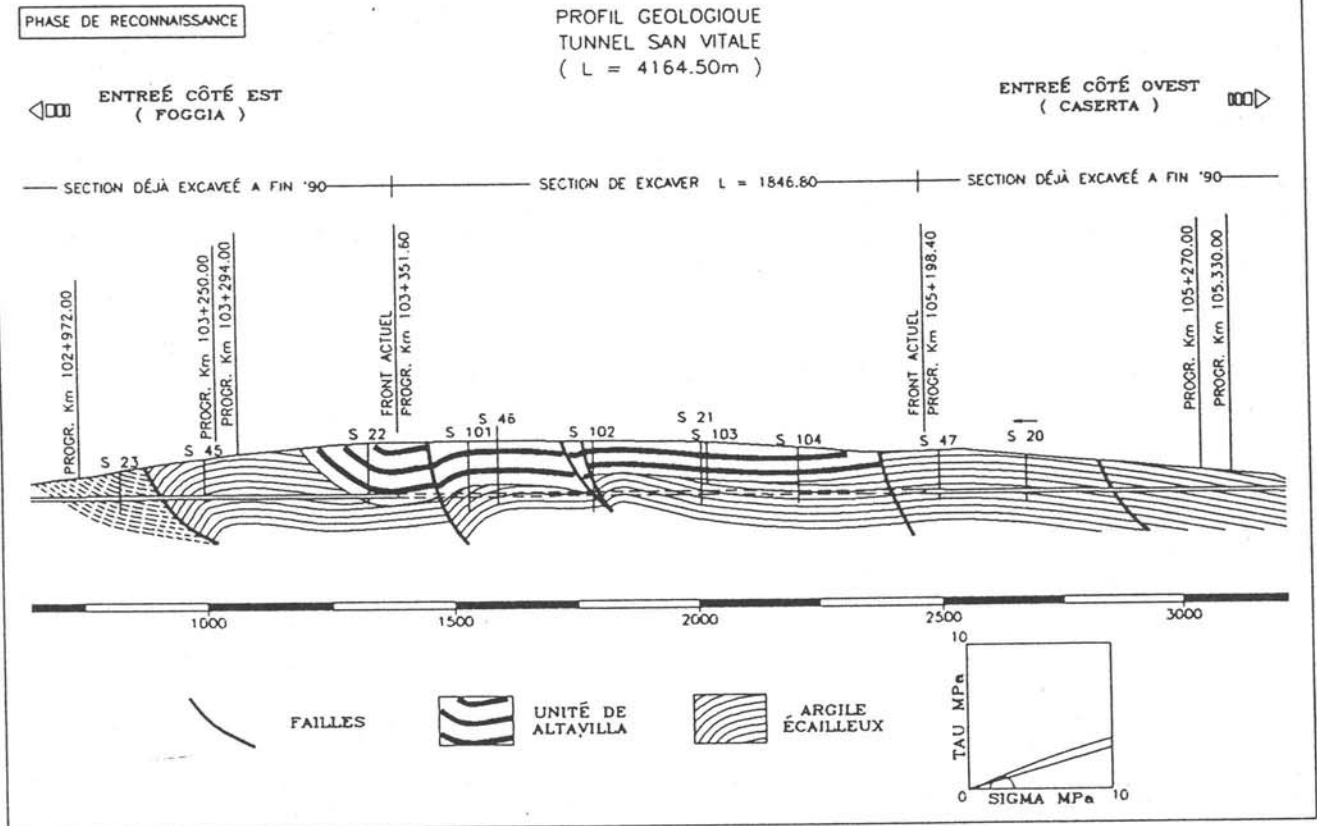 PHASE DE RECONNAISSANCE
PROFIL GEOLOGIQUE
TUNNEL SAN VITALE
( L = 4164.50m )
ENTREÉ CÔTÉ EST
( FOGGIA )
ENTREÉ CÔTÉ OVEST
( CASERTA )
SECTION DÉJÀ EXCAVEÉ A FIN '90
SECTION DE EXCAVER L = 1846.80
SECTION DÉJÀ EXCAVEÉ A FIN '90
PROGR. Km 102+972.00
PROGR. Km 103+250.00
PROGR. Km 103+294.00
FRONT ACTUEL
PROGR. Km 103+351.60
FRONT ACTUEL
PROGR. Km 105+198.40
PROGR. Km 105+270.00
PROGR. Km 105.330.00
S 23
S 45
S 22
S 101
S 46
S 102
S 21
S 103
S 104
S 47
S 20
1000
1500
2000
2500
3000
FAILLES
UNITÉ DE
ALTAVILLA
ARGILE
ÉCAILLEUX
10
TAU MPa
0
SIGMA MPa
10